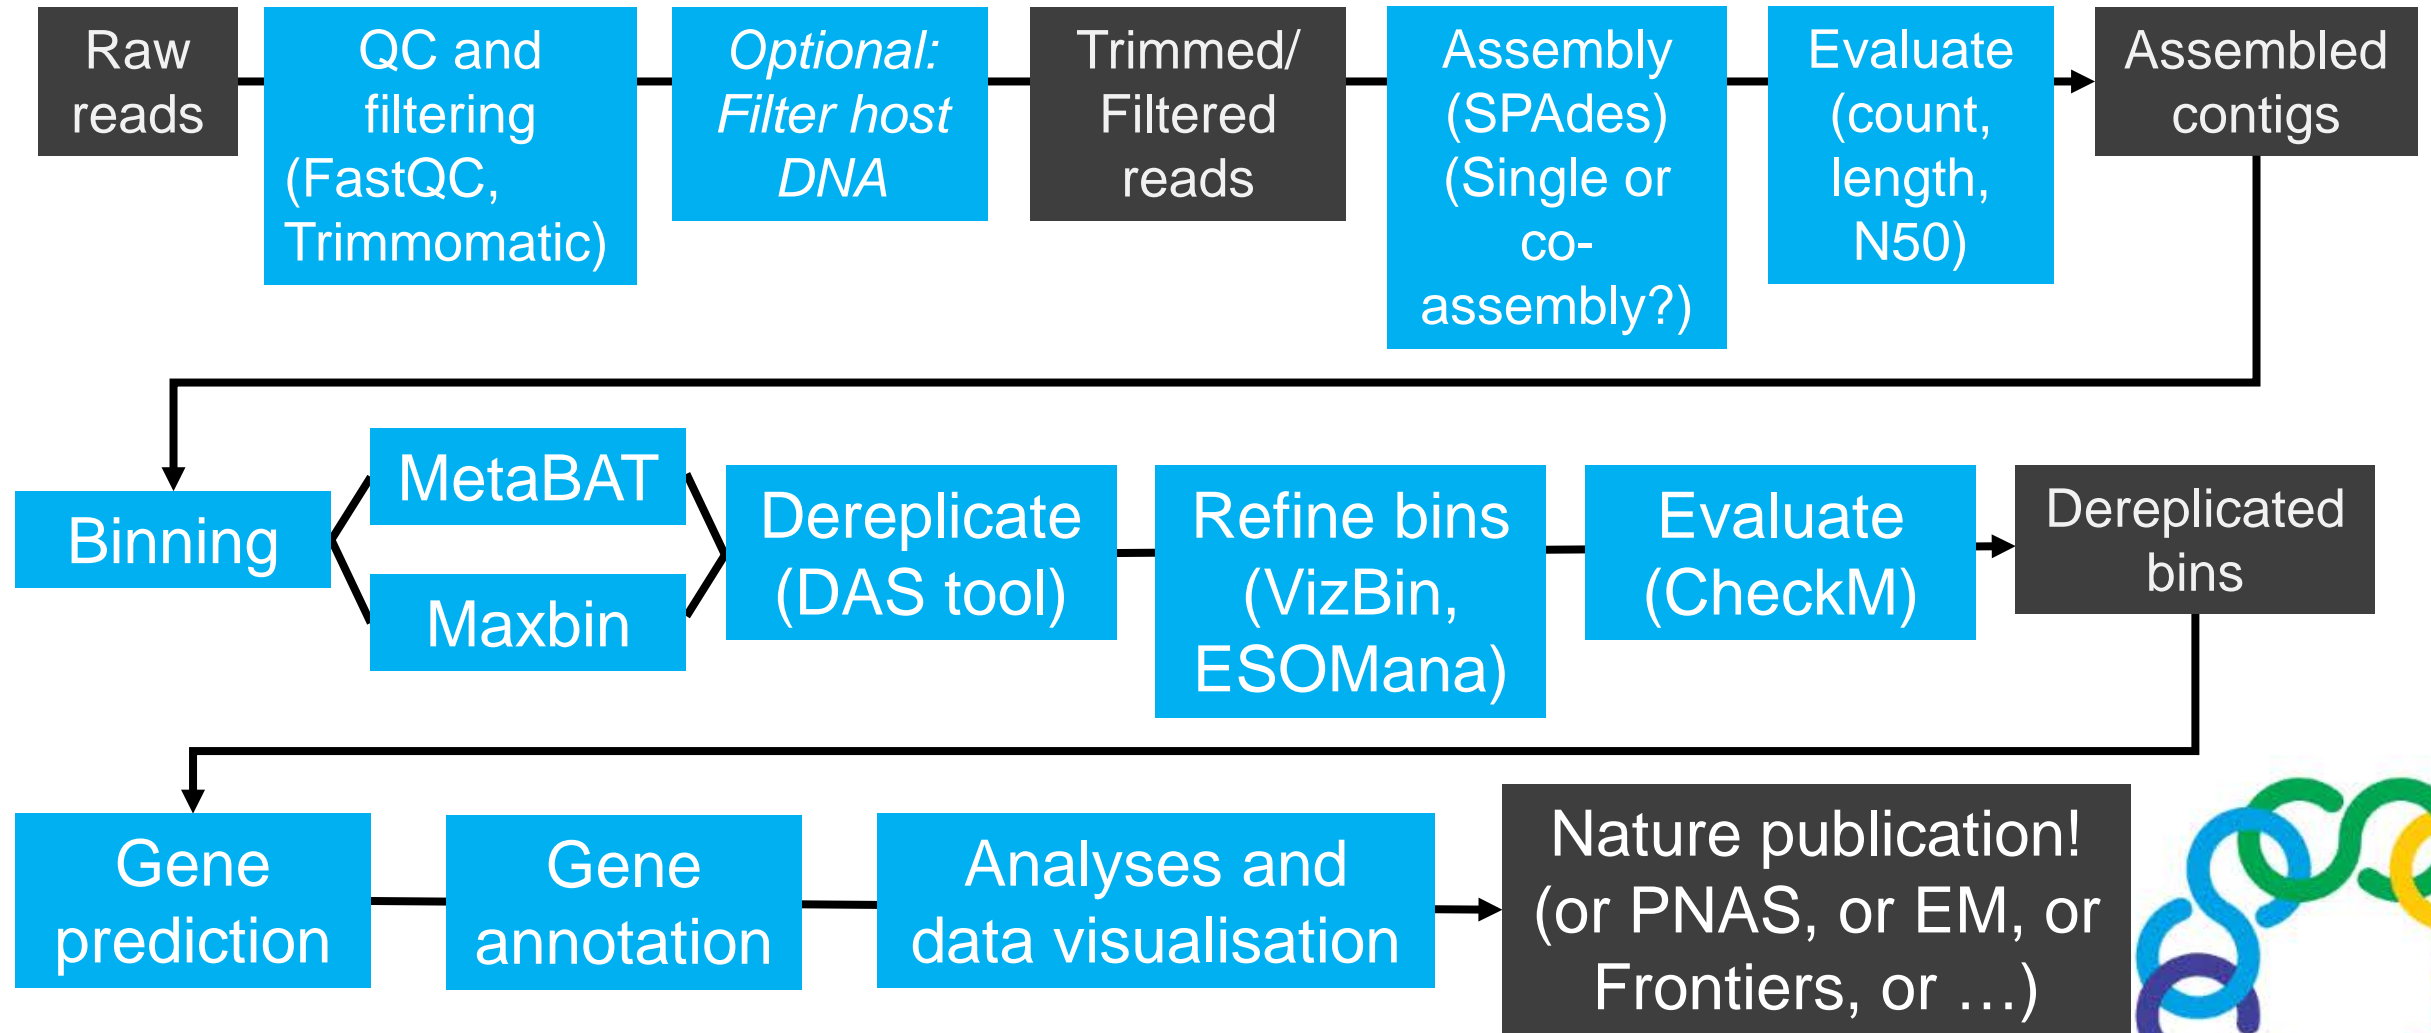 Raw
reads
QC and
filtering
(FastQC,
Trimmomatic)
Optional:
Filter host
DNA
Trimmed/
Filtered
reads
Assembly
(SPAdes)
(Single or
co-
assembly?)
Evaluate
(count,
length,
N50)
Assembled
contigs
Binning
MetaBAT
Maxbin
Dereplicate
(DAS tool)
Refine bins
(VizBin,
ESOMana)
Evaluate
(CheckM)
Dereplicated
bins
Gene
prediction
Gene
annotation
Analyses and
data visualisation
Nature publication!
(or PNAS, or EM, or
Frontiers, or …)